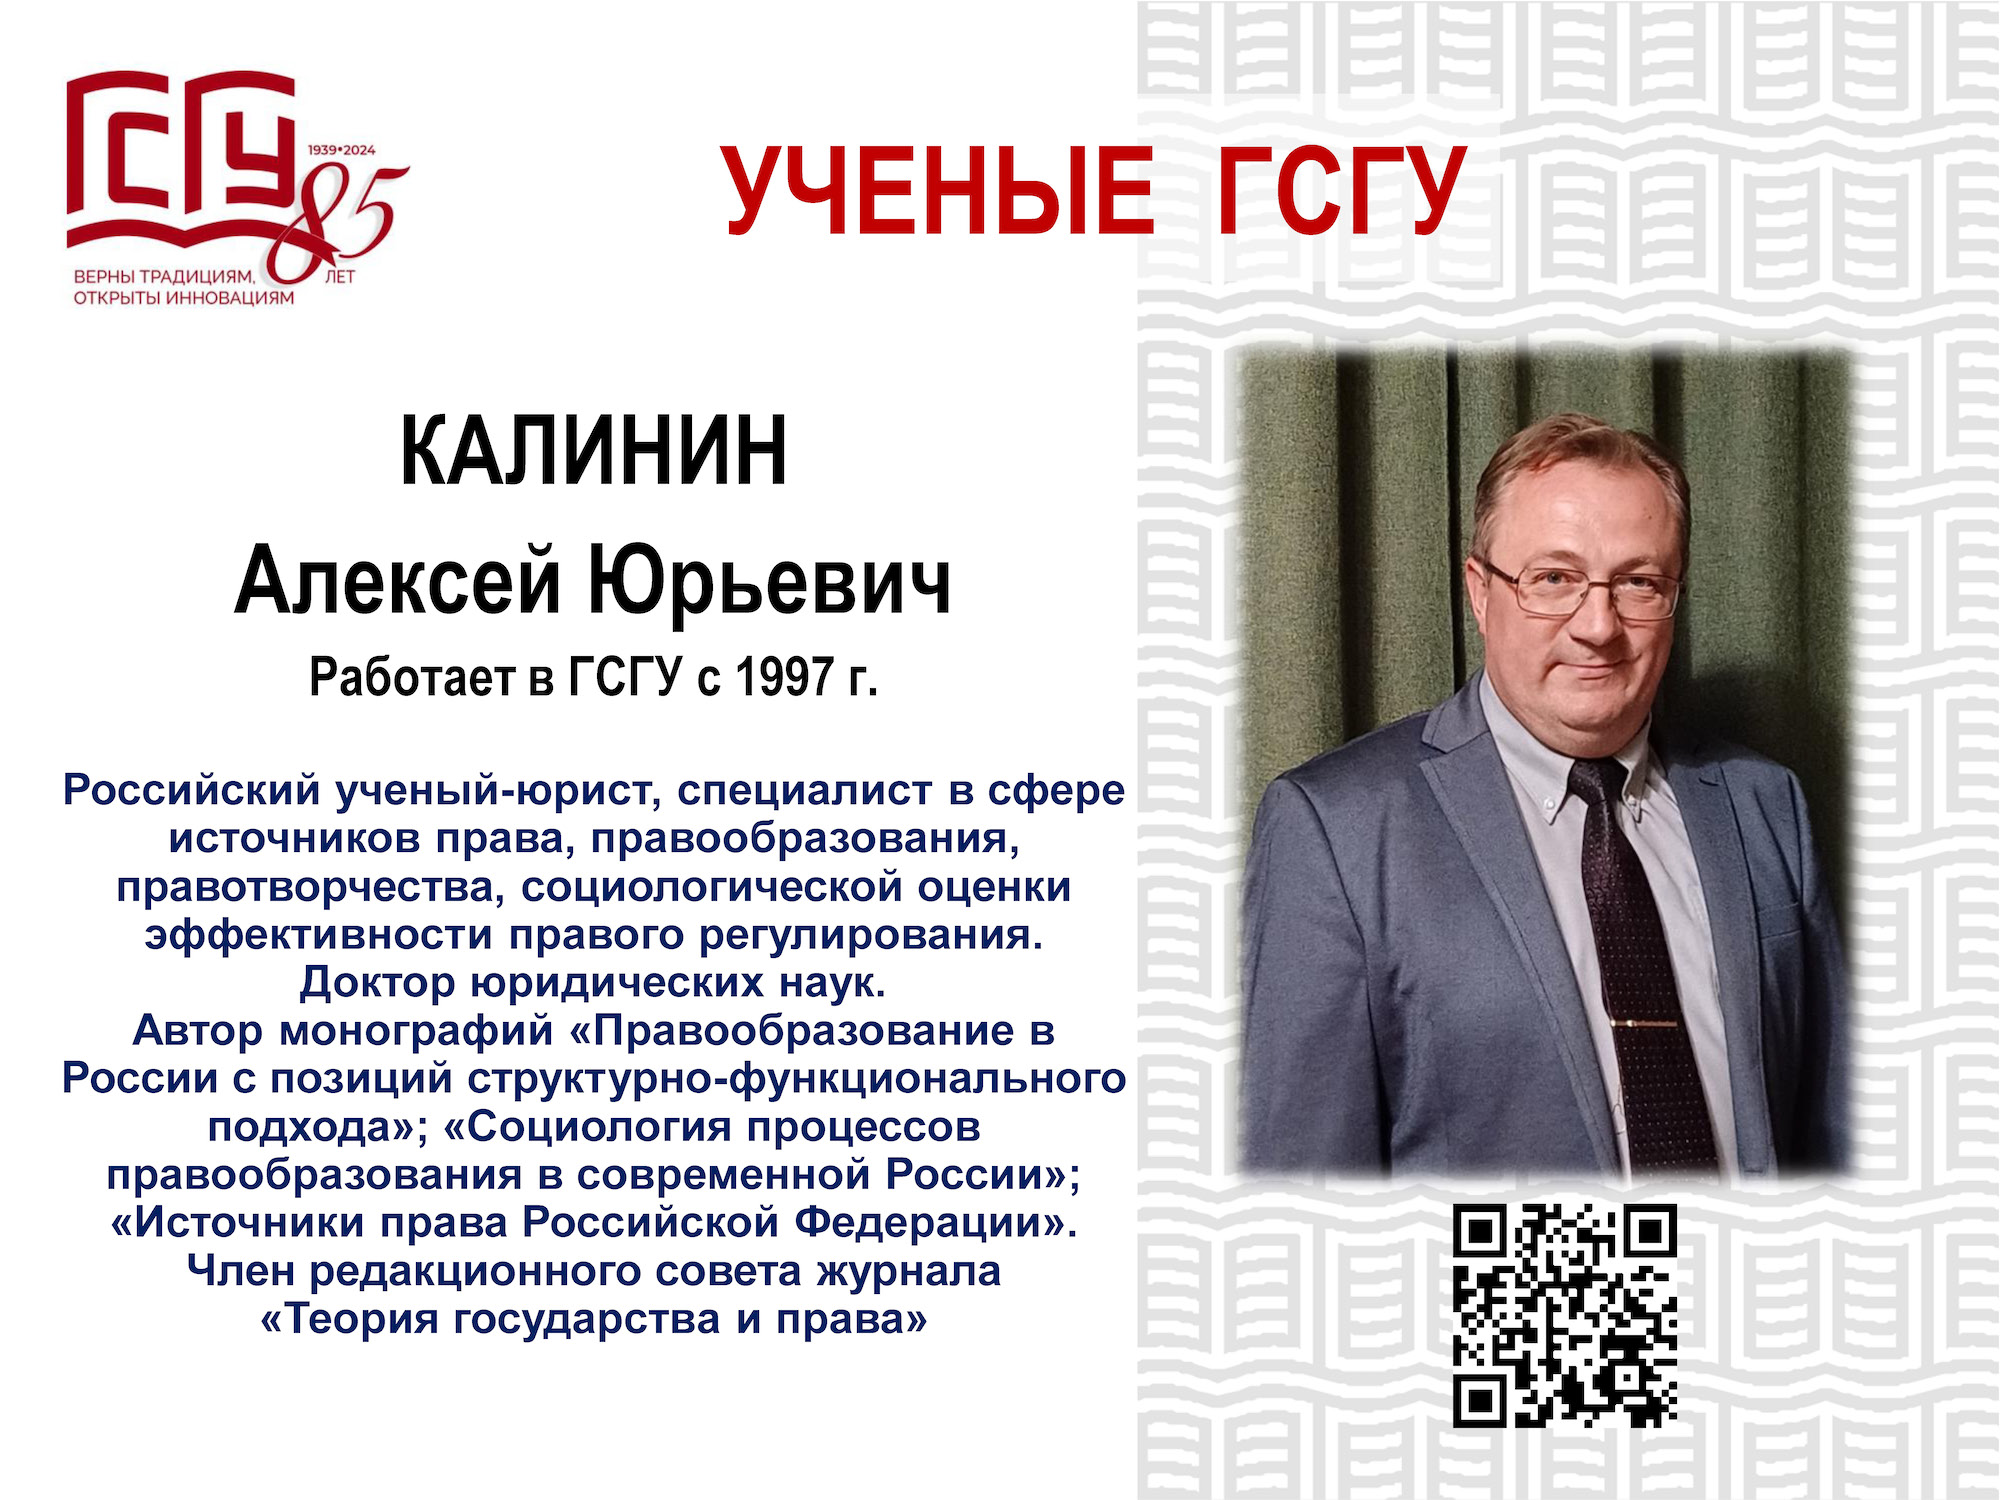 ГСГУ
1939•2024
85
ЛЕТ
ВЕРНЫ ТРАДИЦИЯМ,
ОТКРЫТЫ ИННОВАЦИЯМ
УЧЕНЫЕ ГСГУ
КАЛИНИН
Алексей Юрьевич
Работает в ГСГУ с 1997 г.
Российский ученый-юрист, специалист в сфере
источников права, правообразования,
правотворчества, социологической оценки
эффективности правого регулирования.
Доктор юридических наук.
Автор монографий «Правообразование в
России с позиций структурно-функционального
подхода»; «Социология процессов
правообразования в современной России»;
«Источники права Российской Федерации».
Член редакционного совета журнала
«Теория государства и права»